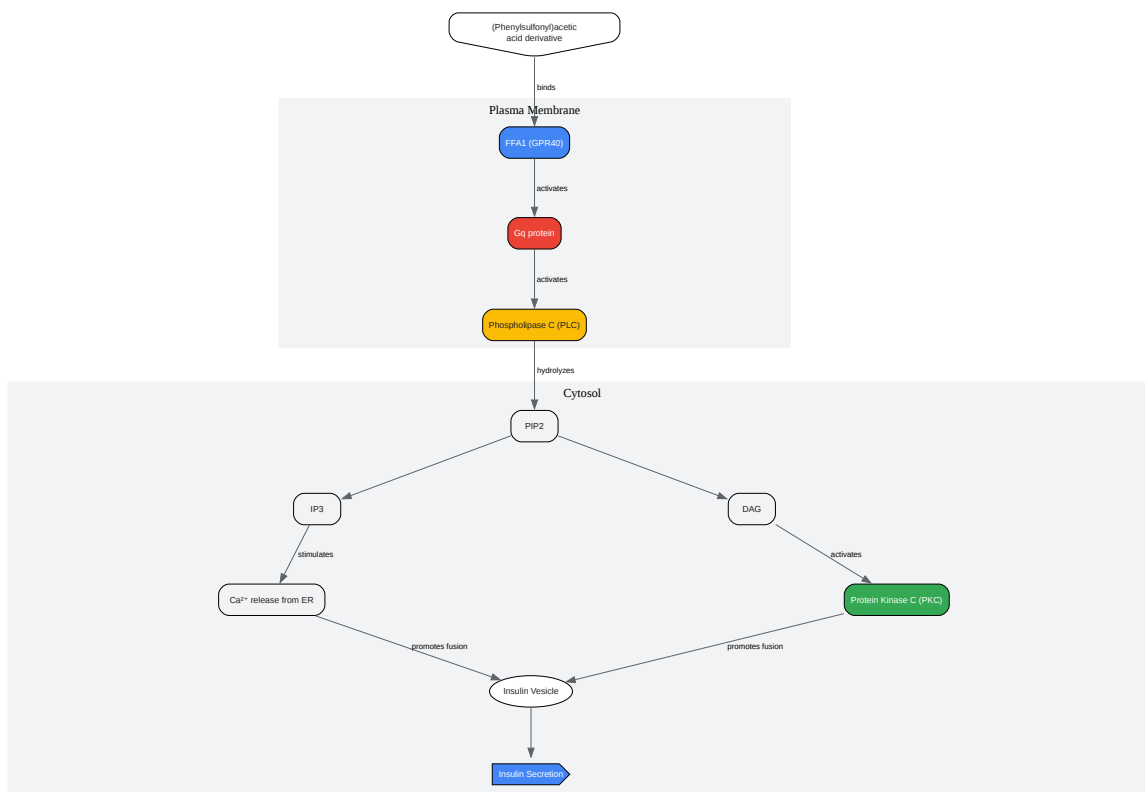 (Phenylsulfonyl)acetic
acid derivative
binds
Plasma Membrane
FFA1 (GPR40)
activates
Gq protein
activates
Phospholipase C (PLC)
hydrolyzes
Cytosol
PIP2
IP3
DAG
stimulates
activates
Ca²⁺ release from ER
Protein Kinase C (PKC)
promotes fusion
promotes fusion
Insulin Vesicle
Insulin Secretion